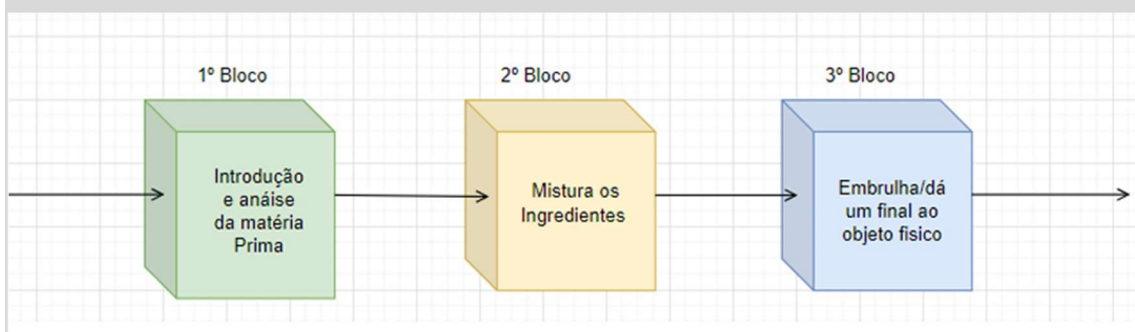 1º Bloco
2º Bloco
3º Bloco
Introdução
e anáise
da matéria
Prima
Mistura os
Ingredientes
Embrulha/dá
um final ao
objeto fisico